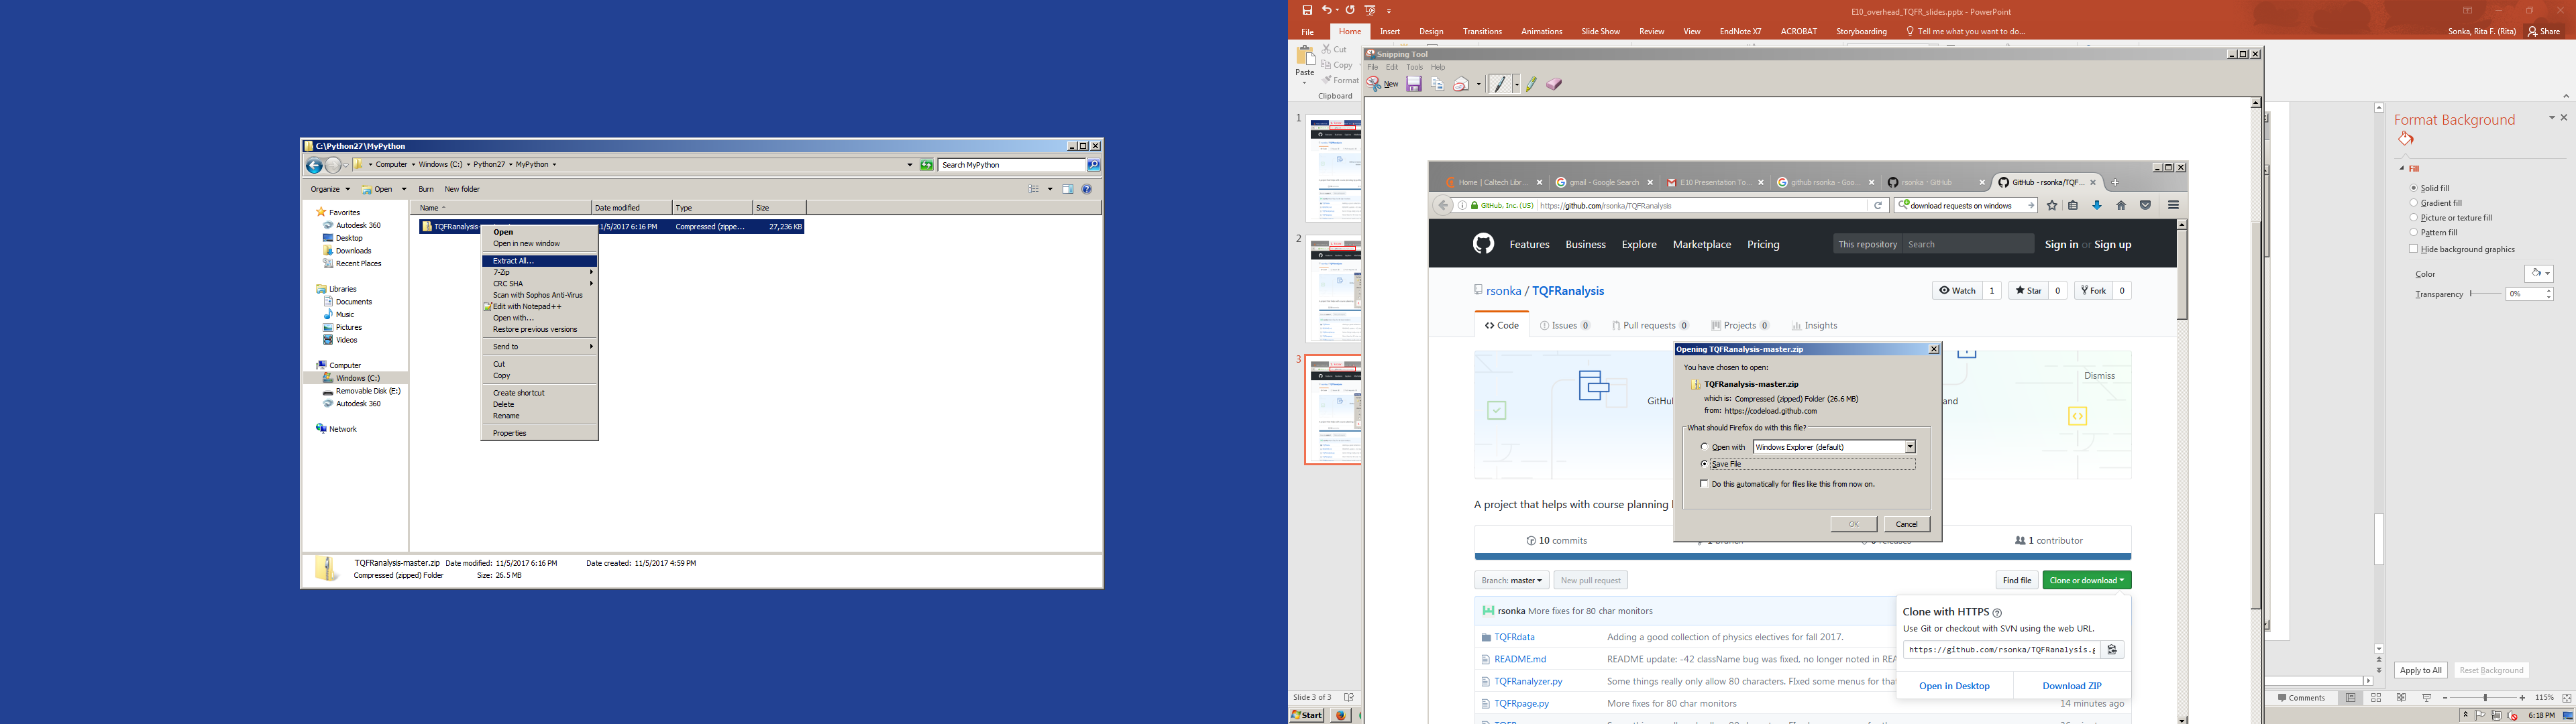 C:\Python27\MyPython
Computer Windows (C:) Python27 MyPython
Search MyPython
Organize Open Burn New folder
Name Date modified Type Size
Favorites
Autodesk 360
Desktop
Downloads
Recent Places
Libraries
Documents
Music
Pictures
Videos
Computer
Windows (C:)
Removable Disk (E:)
Autodesk 360
Network
TQFRanalysis- 11/5/2017 6:16 PM Compressed (zippe... 27,236 KB
Open
Open in new window
Extract All...
7-Zip
CRC SHA
Scan with Sophos Anti-Virus
Edit with Notepad++
Open with...
Restore previous versions
Send to
Cut
Copy
Create shortcut
Delete
Rename
Properties
TQFRanalysis-master.zip Date modified: 11/5/2017 6:16 PM Date created: 11/5/2017 4:59 PM
Compressed (zipped) Folder Size: 26.5 MB
E10_overhead_TQFR_slides.pptx - PowerPoint
File Home Insert Design Transitions Animations Slide Show Review View EndNote X7 ACROBAT Storyboarding Tell me what you want to do... Sonka, Rita F. (Rita) Share
Paste
Cut
Copy
Format
Clipboard
1
2
3
Snipping Tool
File Edit Tools Help
New
Home | Caltech Libr... gmail - Google Search E10 Presentation To ... github rsonka - Goo... rsonka · GitHub GitHub - rsonka/TQF...
GitHub, Inc. (US) https://github.com/rsonka/TQFRanalysis download requests on windows
Features Business Explore Marketplace Pricing This repository Search Sign in or Sign up
rsonka / TQFRanalysis Watch 1 Star 0 Fork 0
Code Issues 0 Pull requests 0 Projects 0 Insights
Dismiss
GitHu
and
Opening TQFRanalysis-master.zip
You have chosen to open:
TQFRanalysis-master.zip
which is: Compressed (zipped) Folder (26.6 MB)
from: https://codeload.github.com
What should Firefox do with this file?
Open with Windows Explorer (default)
Save File
Do this automatically for files like this from now on.
OK Cancel
A project that helps with course planning
10 commits 1 contributor
Branch: master New pull request Find file Clone or download
rsonka More fixes for 80 char monitors
TQFRdata Adding a good collection of physics electives for fall 2017.
README.md README update: -42 className bug was fixed, no longer noted in REA
TQFRanalyzer.py Some things really only allow 80 characters. FIxed some menus for that
TQFRpage.py More fixes for 80 char monitors 14 minutes ago
Clone with HTTPS
Use Git or checkout with SVN using the web URL.
https://github.com/rsonka/TQFRanalysis.g
Open in Desktop Download ZIP
Format Background
Fill
Solid fill
Gradient fill
Picture or texture fill
Pattern fill
Hide background graphics
Color
Transparency 0%
Apply to All Reset Background
Slide 3 of 3 Comments 115%
Start 6:18 PM